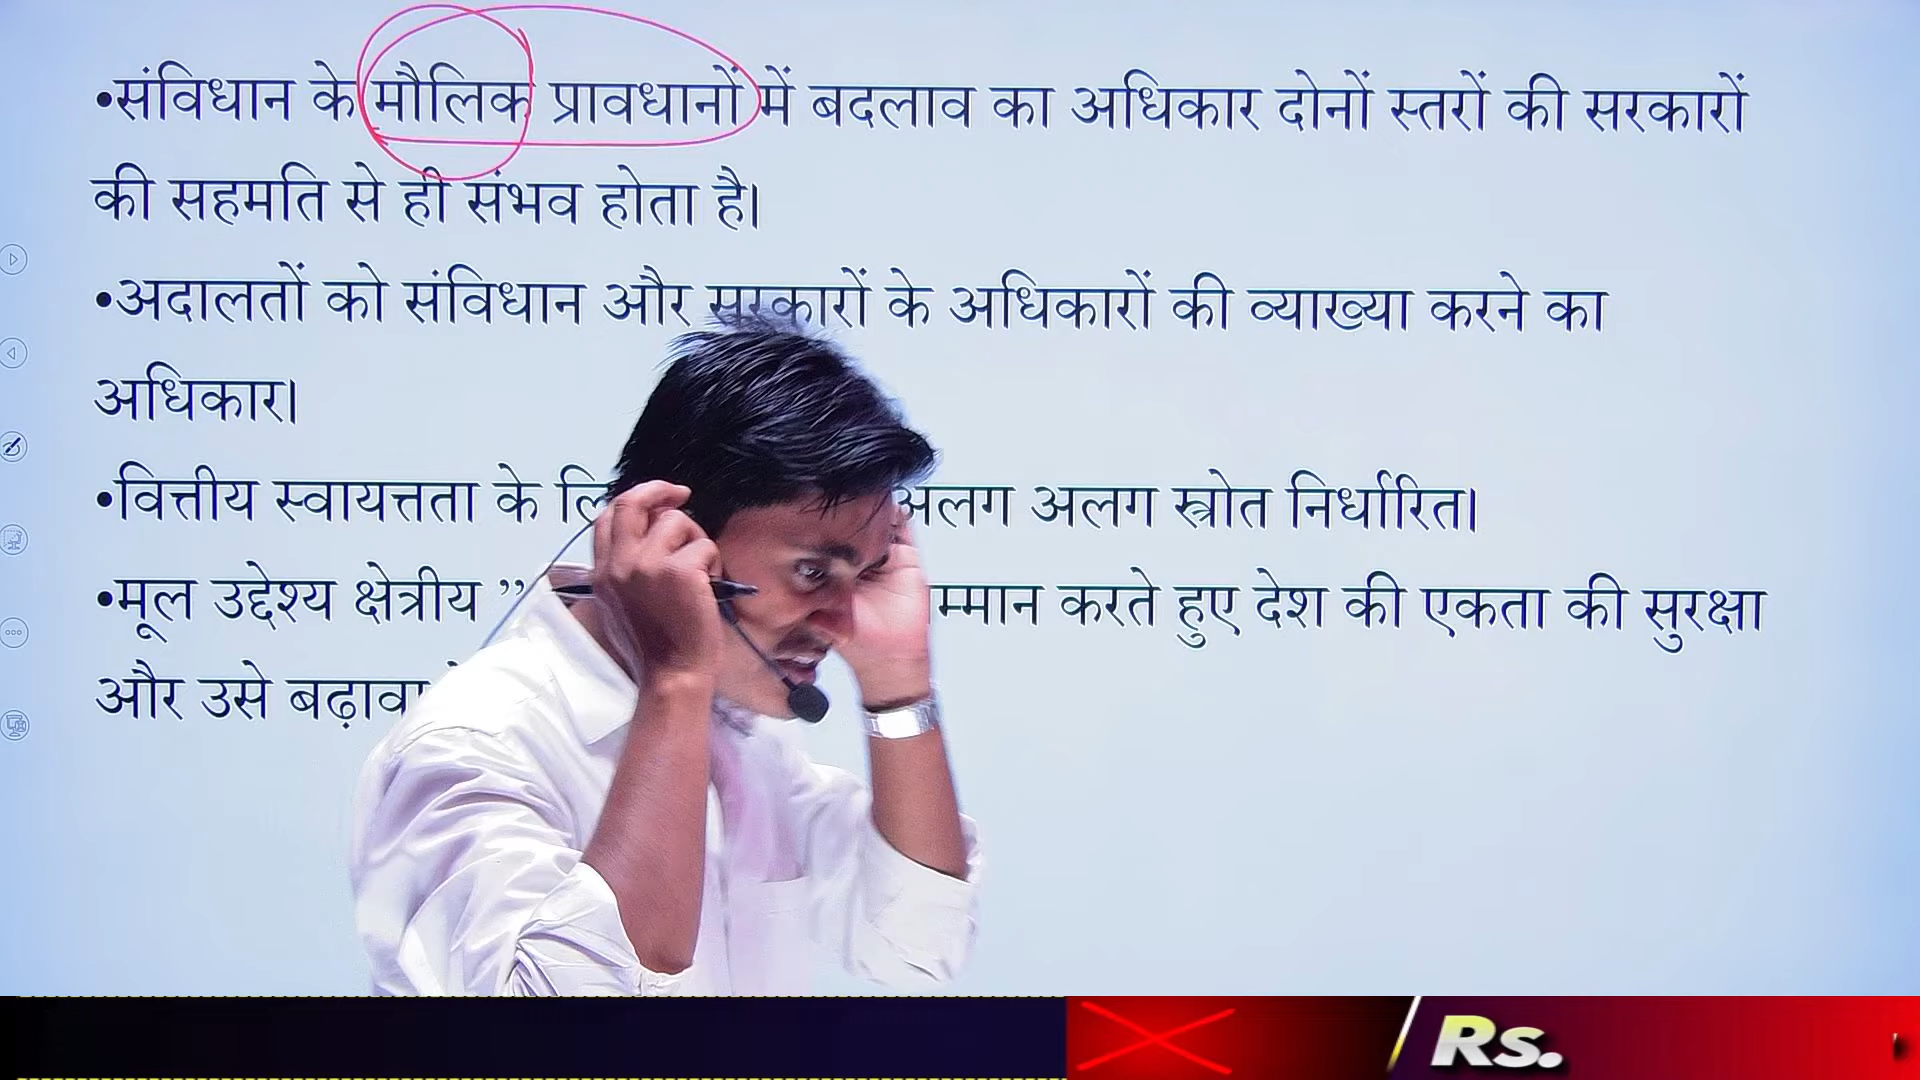 •संविधान के मौलिक प्रावधानों में बदलाव का अधिकार दोनों स्तरों की सरकारों
की सहमति से ही संभव होता है।
•अदालतों को संविधान और सरकारों के अधिकारों की व्याख्या करने का
अधिकार।
•वित्तीय स्वायत्तता के अलग अलग स्त्रोत निर्धारित।
•मूल उद्देश्य क्षेत्रीय करते हुए देश की एकता की सुरक्षा
और उसे
Rs.